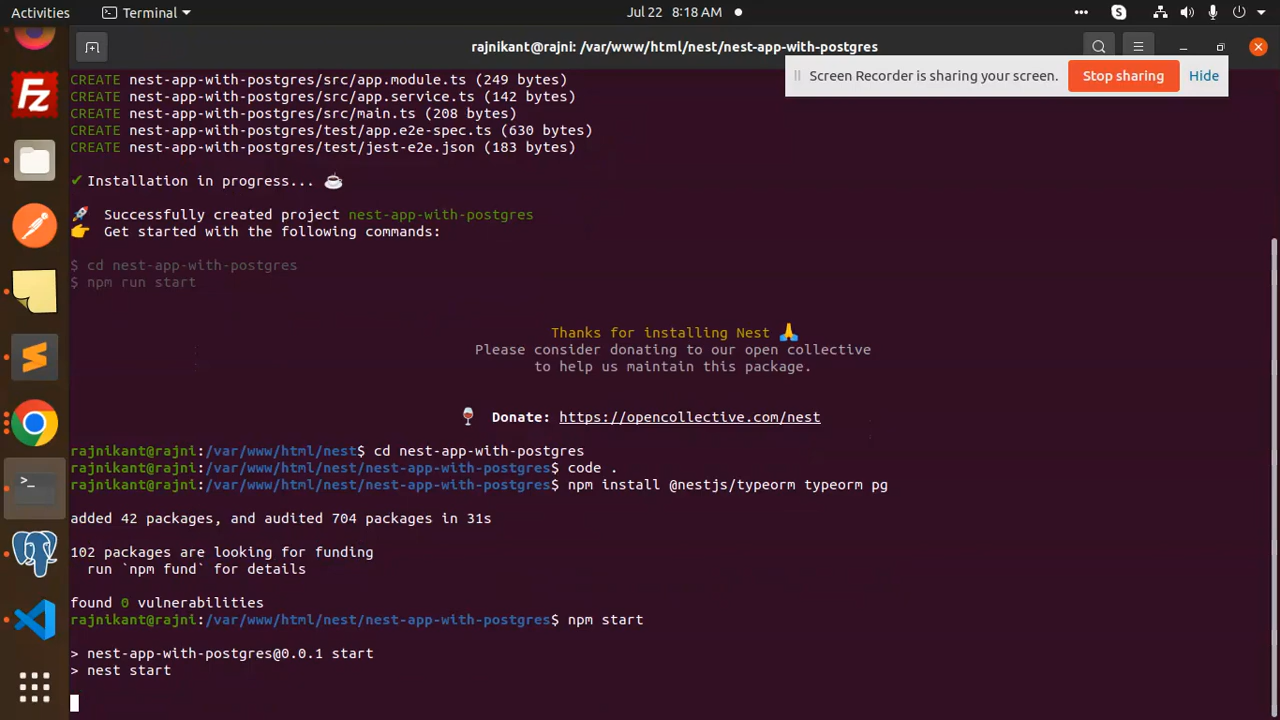 Activities
Terminal
Jul 22 8:18 AM
rajnikant@rajni: /var/www/html/nest/nest-app-with-postgres
Screen Recorder is sharing your screen.
Stop sharing
Hide
CREATE nest-app-with-postgres/src/app.module.ts (249 bytes)
CREATE nest-app-with-postgres/src/app.service.ts (142 bytes)
CREATE nest-app-with-postgres/src/main.ts (208 bytes)
CREATE nest-app-with-postgres/test/app.e2e-spec.ts (630 bytes)
CREATE nest-app-with-postgres/test/jest-e2e.json (183 bytes)
✔ Installation in progress... ☕
🚀 Successfully created project nest-app-with-postgres
👉 Get started with the following commands:
$ cd nest-app-with-postgres
$ npm run start
Thanks for installing Nest 🙏
Please consider donating to our open collective
to help us maintain this package.
🍷 Donate: https://opencollective.com/nest
rajnikant@rajni:/var/www/html/nest$ cd nest-app-with-postgres
rajnikant@rajni:/var/www/html/nest/nest-app-with-postgres$ code .
rajnikant@rajni:/var/www/html/nest/nest-app-with-postgres$ npm install @nestjs/typeorm typeorm pg
added 42 packages, and audited 704 packages in 31s
102 packages are looking for funding
run `npm fund` for details
found 0 vulnerabilities
rajnikant@rajni:/var/www/html/nest/nest-app-with-postgres$ npm start
> nest-app-with-postgres@0.0.1 start
> nest start